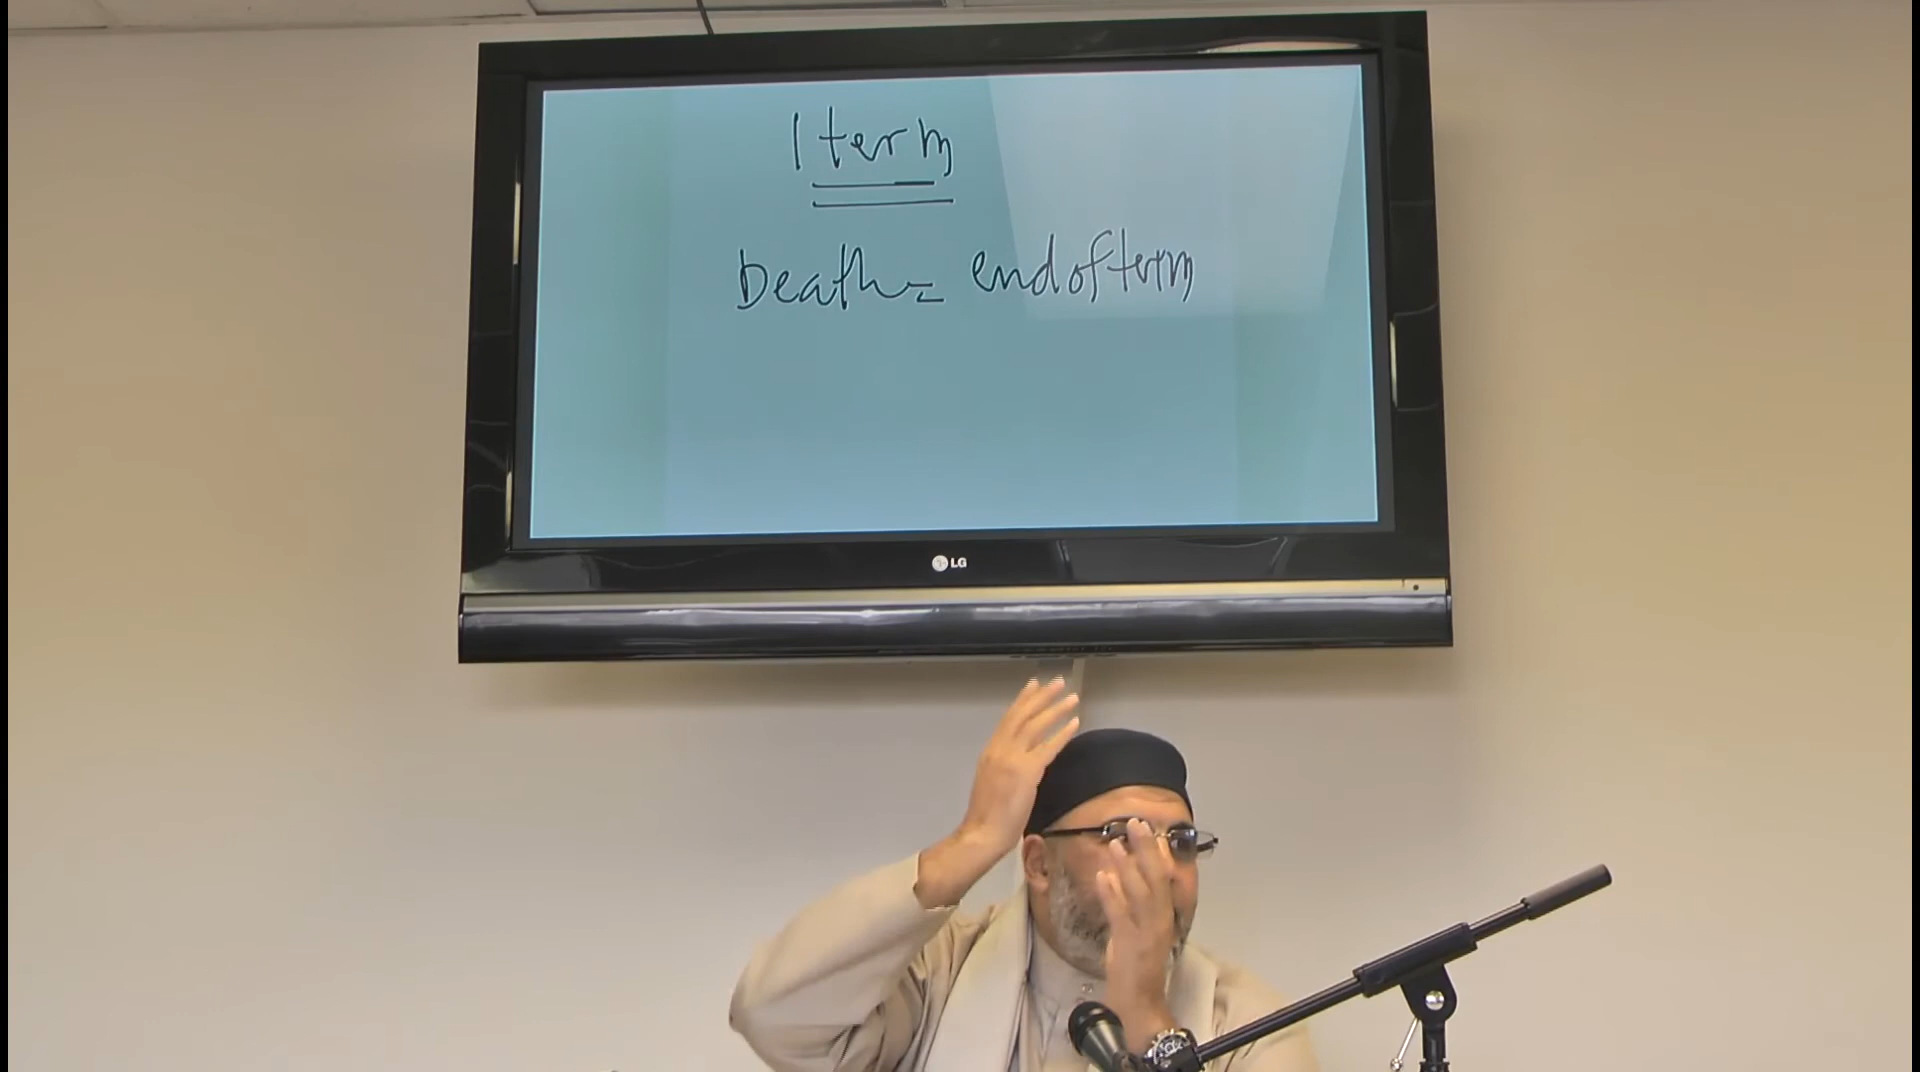 1 term
Death = end of term
LG